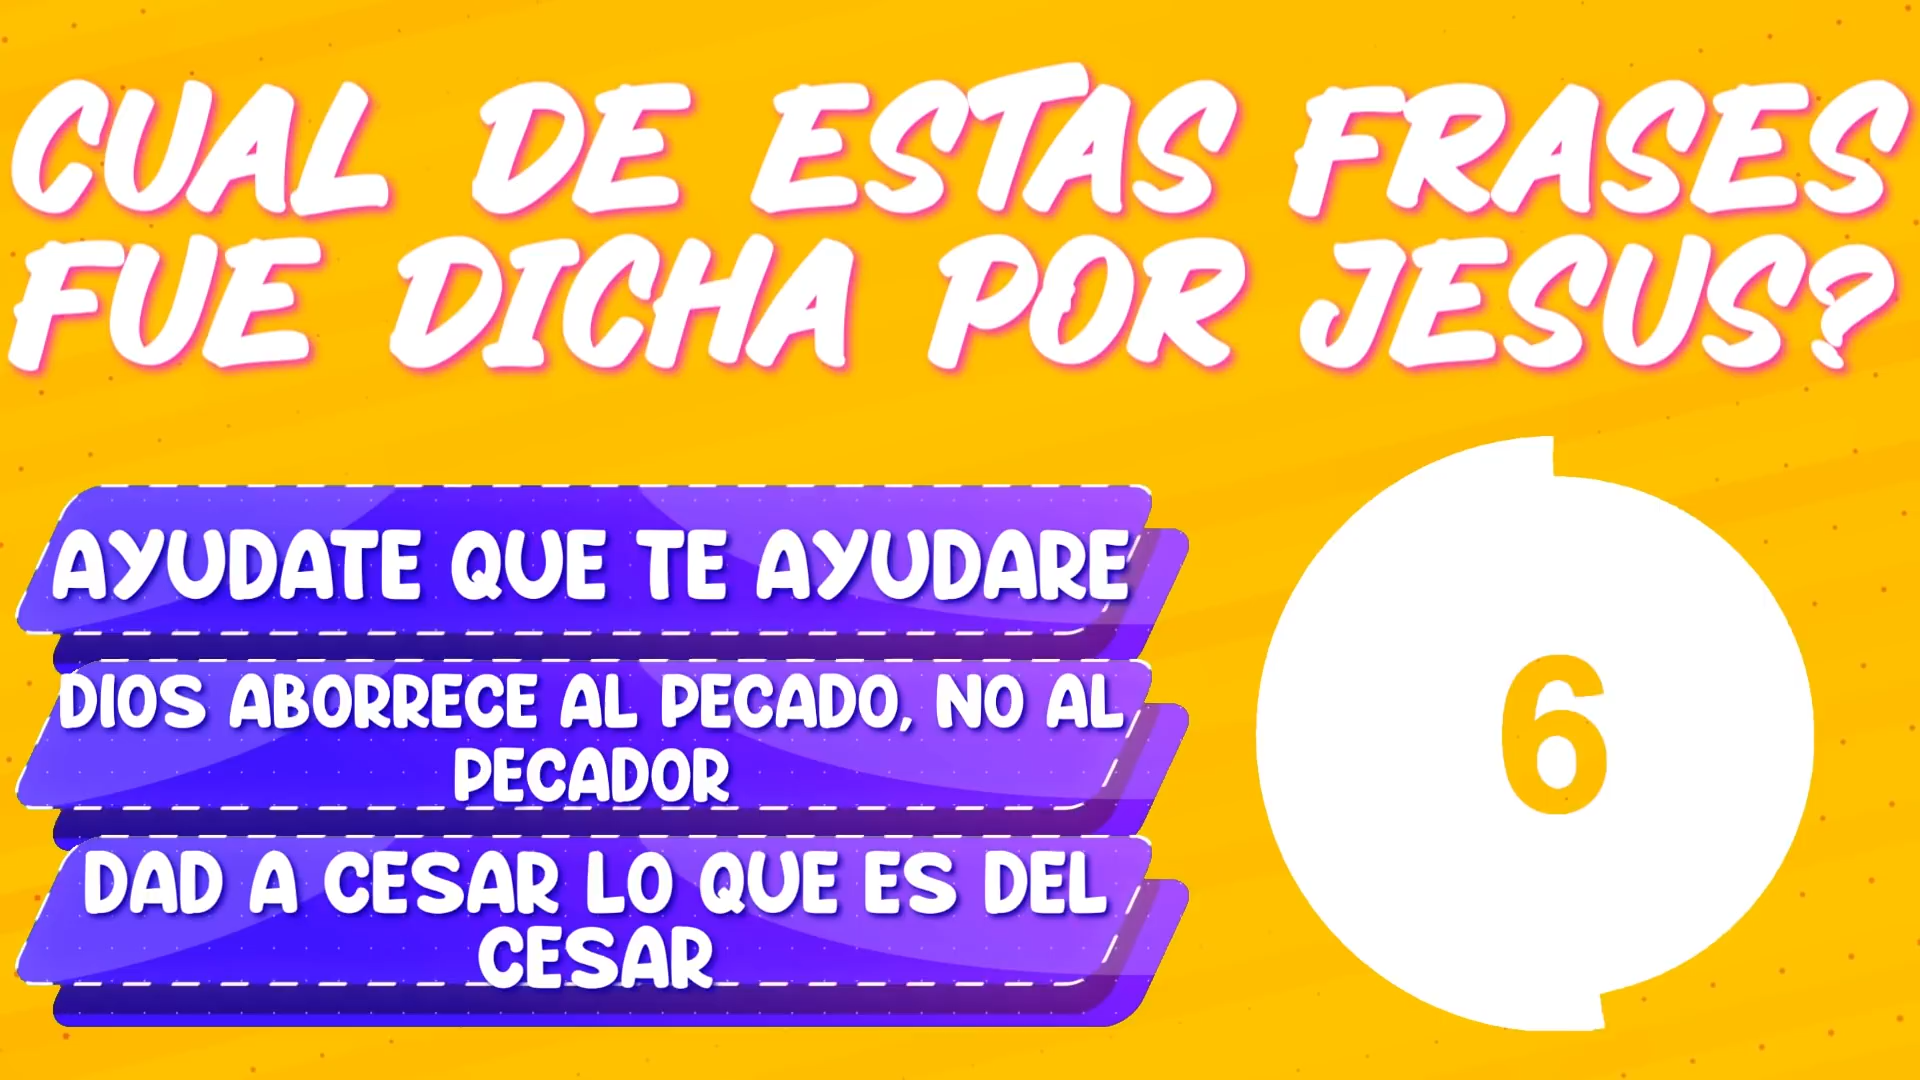 CUAL DE ESTAS FRASES
FUE DICHA POR JESUS?
AYUDATE QUE TE AYUDARE
DIOS ABORRECE AL PECADO, NO AL
PECADOR
DAD A CESAR LO QUE ES DEL
CESAR
6